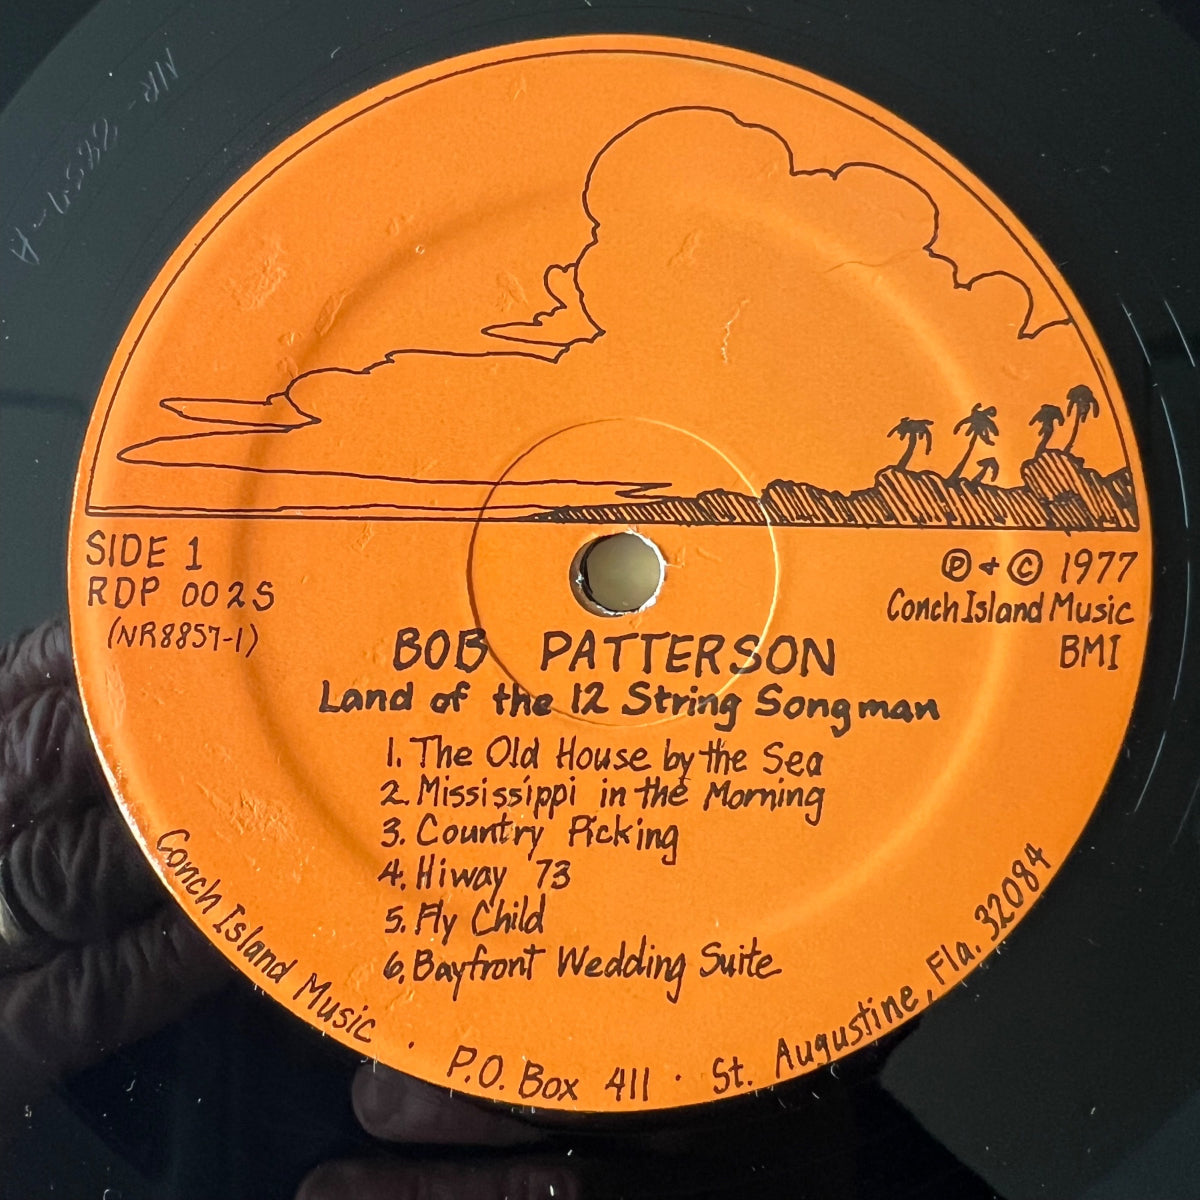 NR-8857-A
SIDE 1
RDP 002S
(NR8857-1)
℗ + © 1977
Conch Island Music
BMI
BOB PATTERSON
Land of the 12 String Songman
1. The Old House by the Sea
2. Mississippi in the Morning
3. Country Picking
4. Hiway 73
5. Fly Child
6. Bayfront Wedding Suite
Conch Island Music · P.O. Box 411 · St. Augustine, Fla. 32084